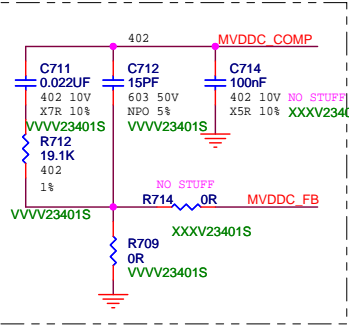 402
MVDDC_COMP
C711
0.022UF
402 10V
X7R 10%
VVVV23401S
C712
15PF
603 50V
NPO 5%
VVVV23401S
C714
100nF
402 10V NO STUFF
X5R 10% XXXV2340
R712
19.1K
402
1%
VVVV23401S
NO STUFF
R714 0R
MVDDC_FB
XXXV23401S
R709
0R
VVVV23401S